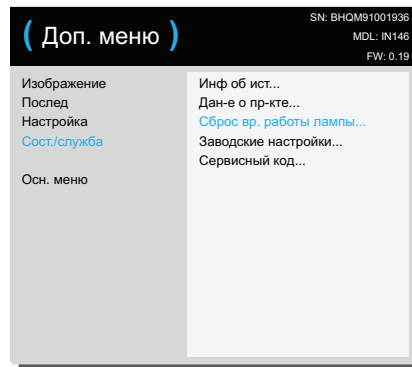 ( Доп. меню )
SN: BHQM91001936
MDL: IN146
FW: 0.19
Изображение
Послед
Настройка
Сост./служба
Осн. меню
Инф об ист...
Дан-е о пр-кте...
Сброс вр. работы лампы...
Заводские настройки...
Сервисный код...